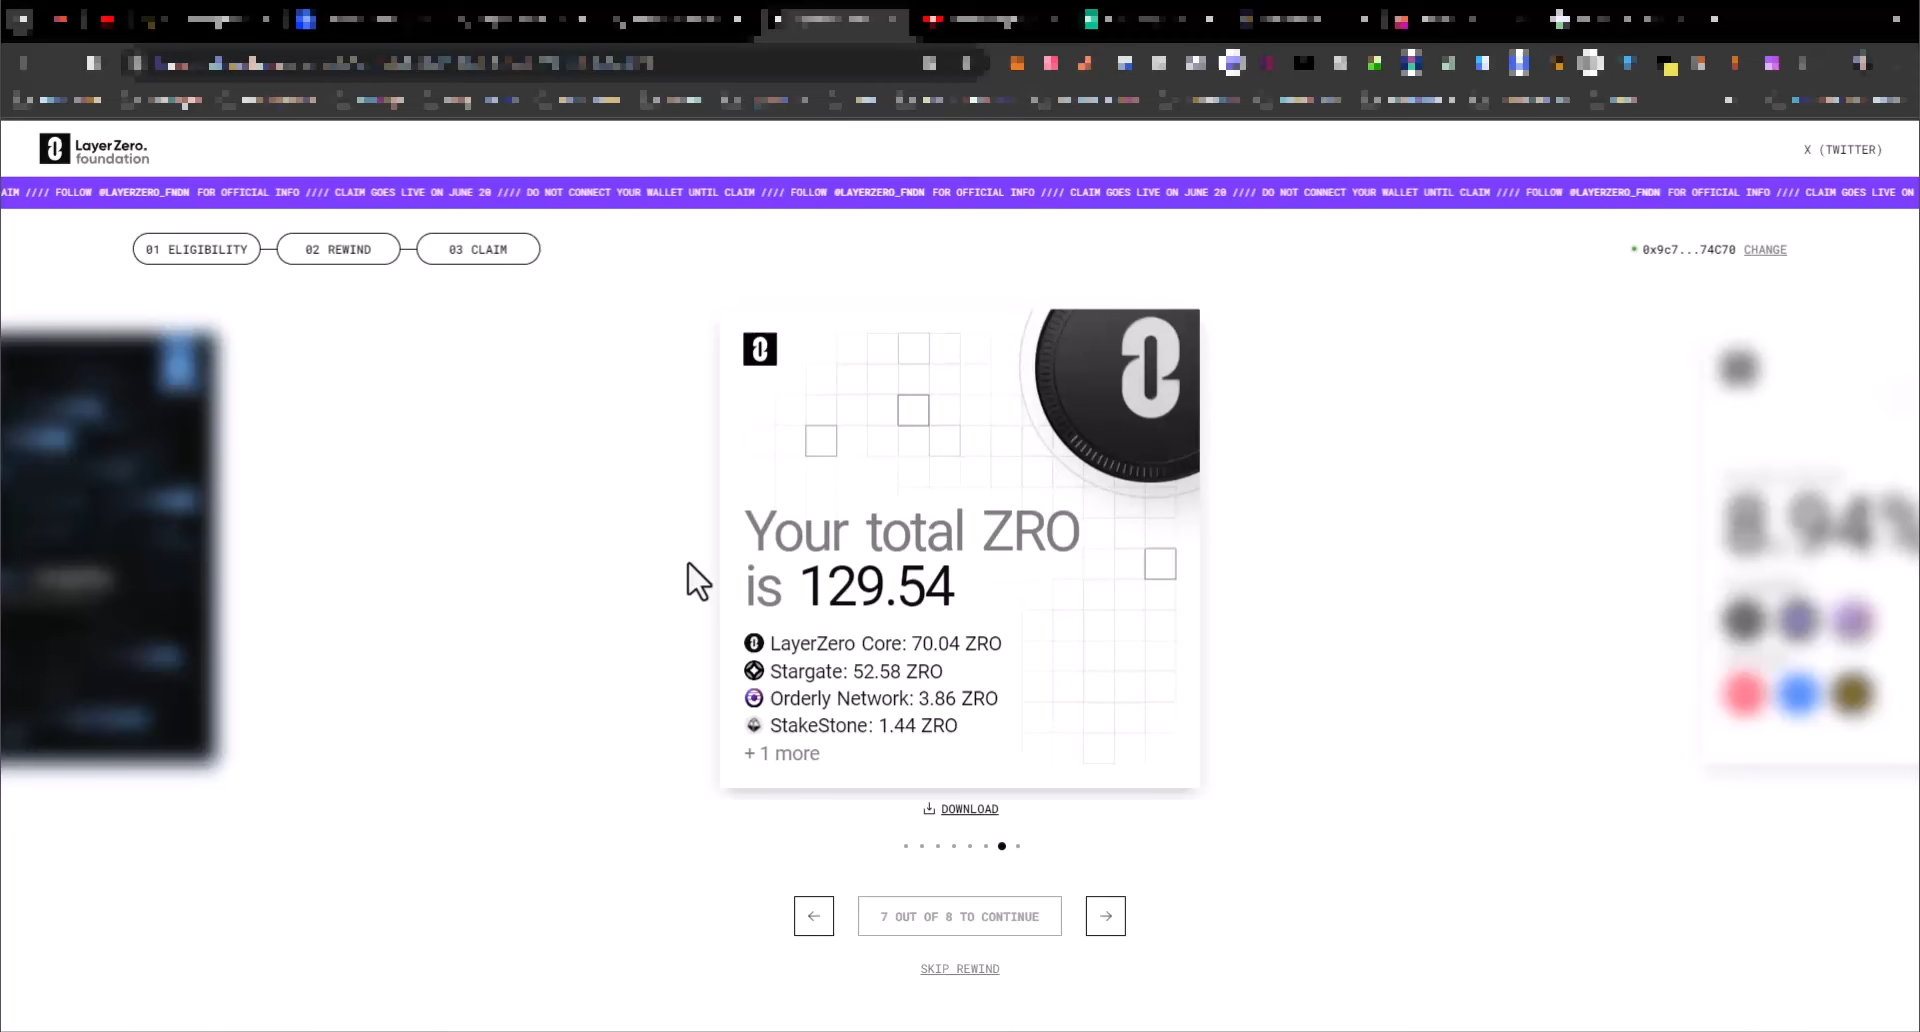 LayerZero.
foundation
X (TWITTER)
AIM //// FOLLOW @LAYERZERO_FNDN FOR OFFICIAL INFO //// CLAIM GOES LIVE ON JUNE 20 //// DO NOT CONNECT YOUR WALLET UNTIL CLAIM //// FOLLOW @LAYERZERO_FNDN FOR OFFICIAL INFO //// CLAIM GOES LIVE ON JUNE 20 //// DO NOT CONNECT YOUR WALLET UNTIL CLAIM //// FOLLOW @LAYERZERO_FNDN FOR OFFICIAL INFO //// CLAIM GOES LIVE ON
01 ELIGIBILITY 02 REWIND 03 CLAIM
0x9c7...74C70 CHANGE
Your total ZRO
is 129.54
LayerZero Core: 70.04 ZRO
Stargate: 52.58 ZRO
Orderly Network: 3.86 ZRO
StakeStone: 1.44 ZRO
+ 1 more
8.94%
DOWNLOAD
7 OUT OF 8 TO CONTINUE
SKIP REWIND